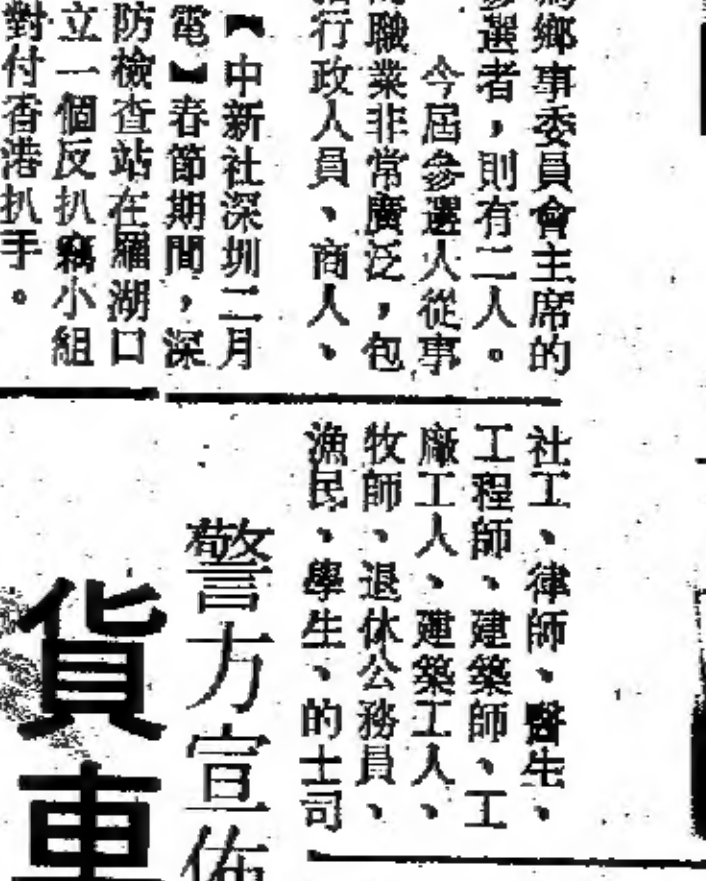 鄉事委員會主席的
參選者，則有二人。
今屆參選人從事
職業非常廣泛，包
行政人員、商人、
社工、律師、醫生、
工程師、建築師、工
廠工人、建築工人、
牧師、退休公務員、
漁民、學生、的士司
【中新社深圳二月
電】春節期間，深
防檢查站在羅湖口
立一個反扒竊小組
對付香港扒手。
警方宣佈
貨車